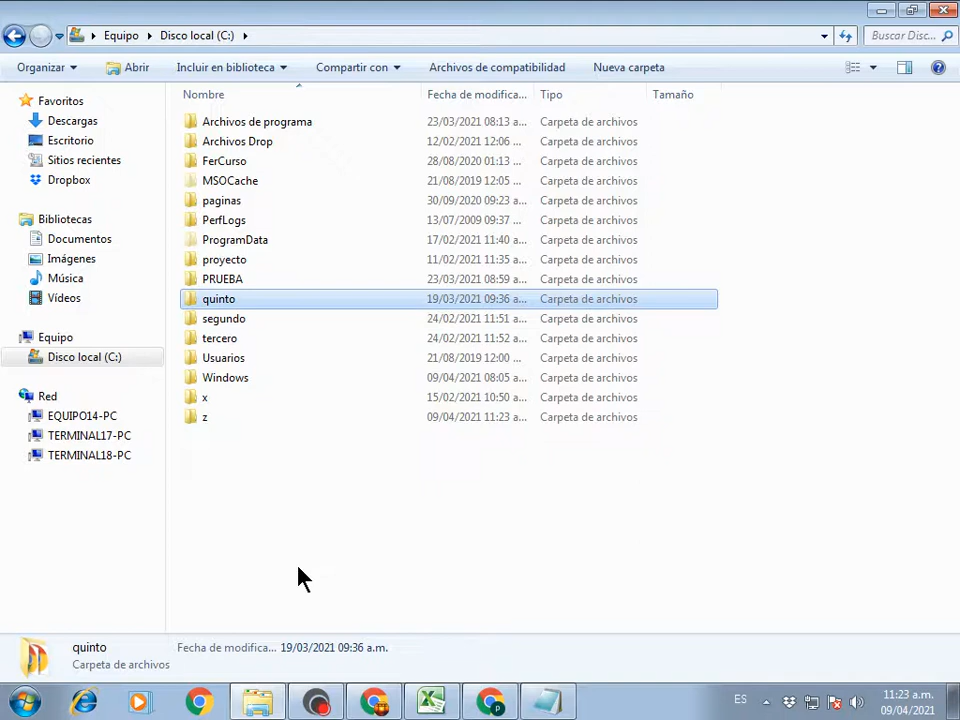 Equipo Disco local (C:) Buscar Disc...
Organizar Abrir Incluir en biblioteca Compartir con Archivos de compatibilidad Nueva carpeta
Favoritos
Descargas
Escritorio
Sitios recientes
Dropbox
Bibliotecas
Documentos
Imágenes
Música
Vídeos
Equipo
Disco local (C:)
Red
EQUIPO14-PC
TERMINAL17-PC
TERMINAL18-PC
Nombre Fecha de modifica... Tipo Tamaño
Archivos de programa 23/03/2021 08:13 a... Carpeta de archivos
Archivos Drop 12/02/2021 12:06 ... Carpeta de archivos
FerCurso 28/08/2020 01:13 ... Carpeta de archivos
MSOCache 21/08/2019 12:05 ... Carpeta de archivos
paginas 30/09/2020 09:23 a... Carpeta de archivos
PerfLogs 13/07/2009 09:37 ... Carpeta de archivos
ProgramData 17/02/2021 11:40 a... Carpeta de archivos
proyecto 11/02/2021 11:35 a... Carpeta de archivos
PRUEBA 23/03/2021 08:59 a... Carpeta de archivos
quinto 19/03/2021 09:36 a... Carpeta de archivos
segundo 24/02/2021 11:51 a... Carpeta de archivos
tercero 24/02/2021 11:52 a... Carpeta de archivos
Usuarios 21/08/2019 12:00 ... Carpeta de archivos
Windows 09/04/2021 08:05 a... Carpeta de archivos
x 15/02/2021 10:50 a... Carpeta de archivos
z 09/04/2021 11:23 a... Carpeta de archivos
quinto Fecha de modifica... 19/03/2021 09:36 a.m.
Carpeta de archivos
ES
11:23 a.m.
09/04/2021